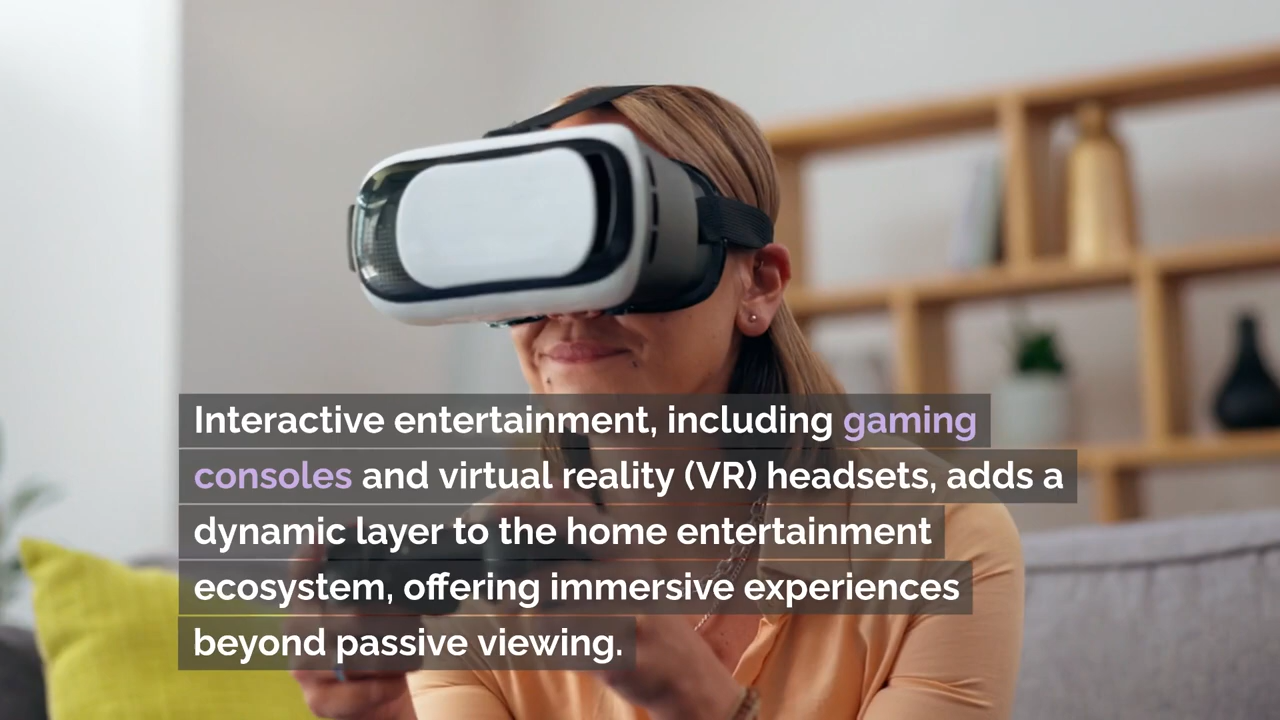 Interactive entertainment, including gaming
consoles and virtual reality (VR) headsets, adds a
dynamic layer to the home entertainment
ecosystem, offering immersive experiences
beyond passive viewing.